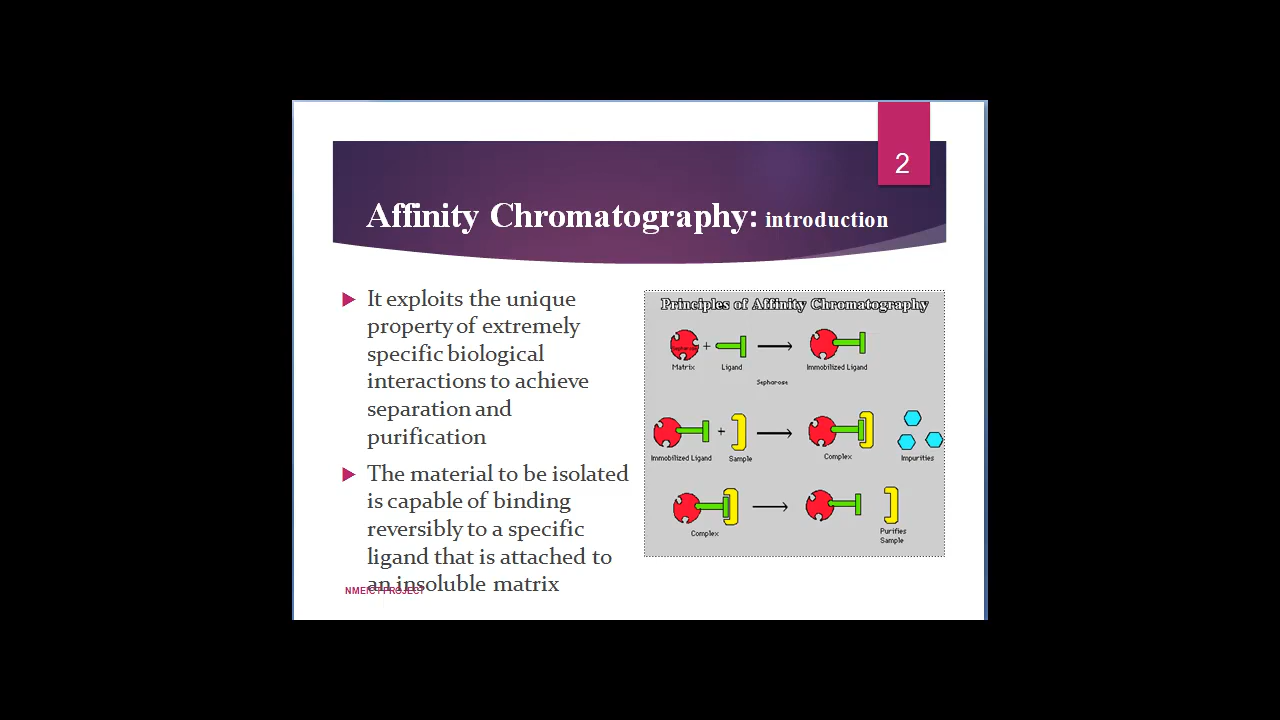 2
Affinity Chromatography: introduction
It exploits the unique
property of extremely
specific biological
interactions to achieve
separation and
purification
The material to be isolated
is capable of binding
reversibly to a specific
ligand that is attached to
an insoluble matrix
NMEICT PROJECT
Principles of Affinity Chromatography
Sepharose
+
Matrix
Ligand
Immobilized Ligand
Sepharose
+
Immobilized Ligand
Sample
Complex
Impurities
Complex
Purifies
Sample